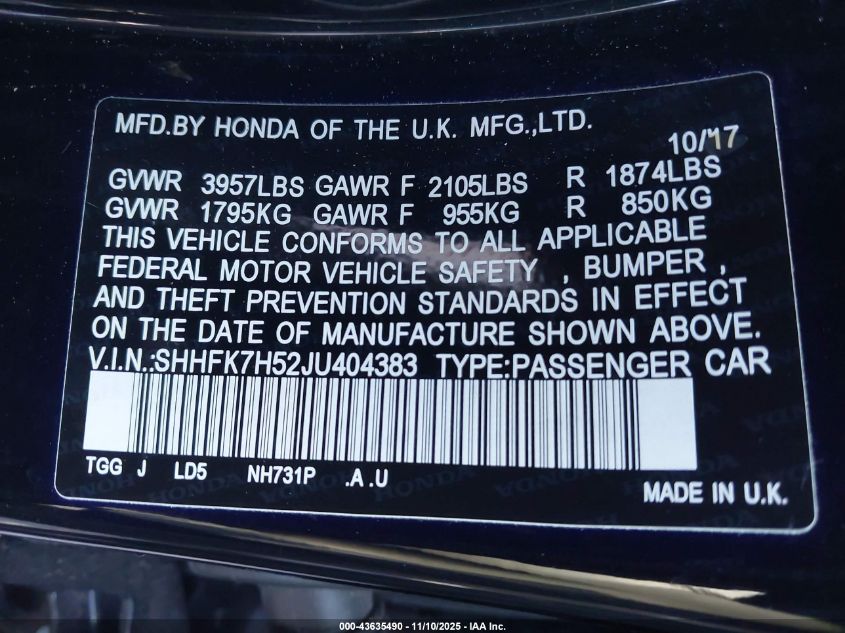 MFD.BY HONDA OF THE U.K. MFG.,LTD.
10/17
GVWR 3957LBS GAWR F 2105LBS R 1874LBS
GVWR 1795KG GAWR F 955KG R 850KG
THIS VEHICLE CONFORMS TO ALL APPLICABLE
FEDERAL MOTOR VEHICLE SAFETY , BUMPER ,
AND THEFT PREVENTION STANDARDS IN EFFECT
ON THE DATE OF MANUFACTURE SHOWN ABOVE.
V.I.N.:SHHFK7H52JU404383 TYPE:PASSENGER CAR
TGG J LD5 NH731P .A .U
MADE IN U.K.
000-43635490 - 11/10/2025 - IAA Inc.